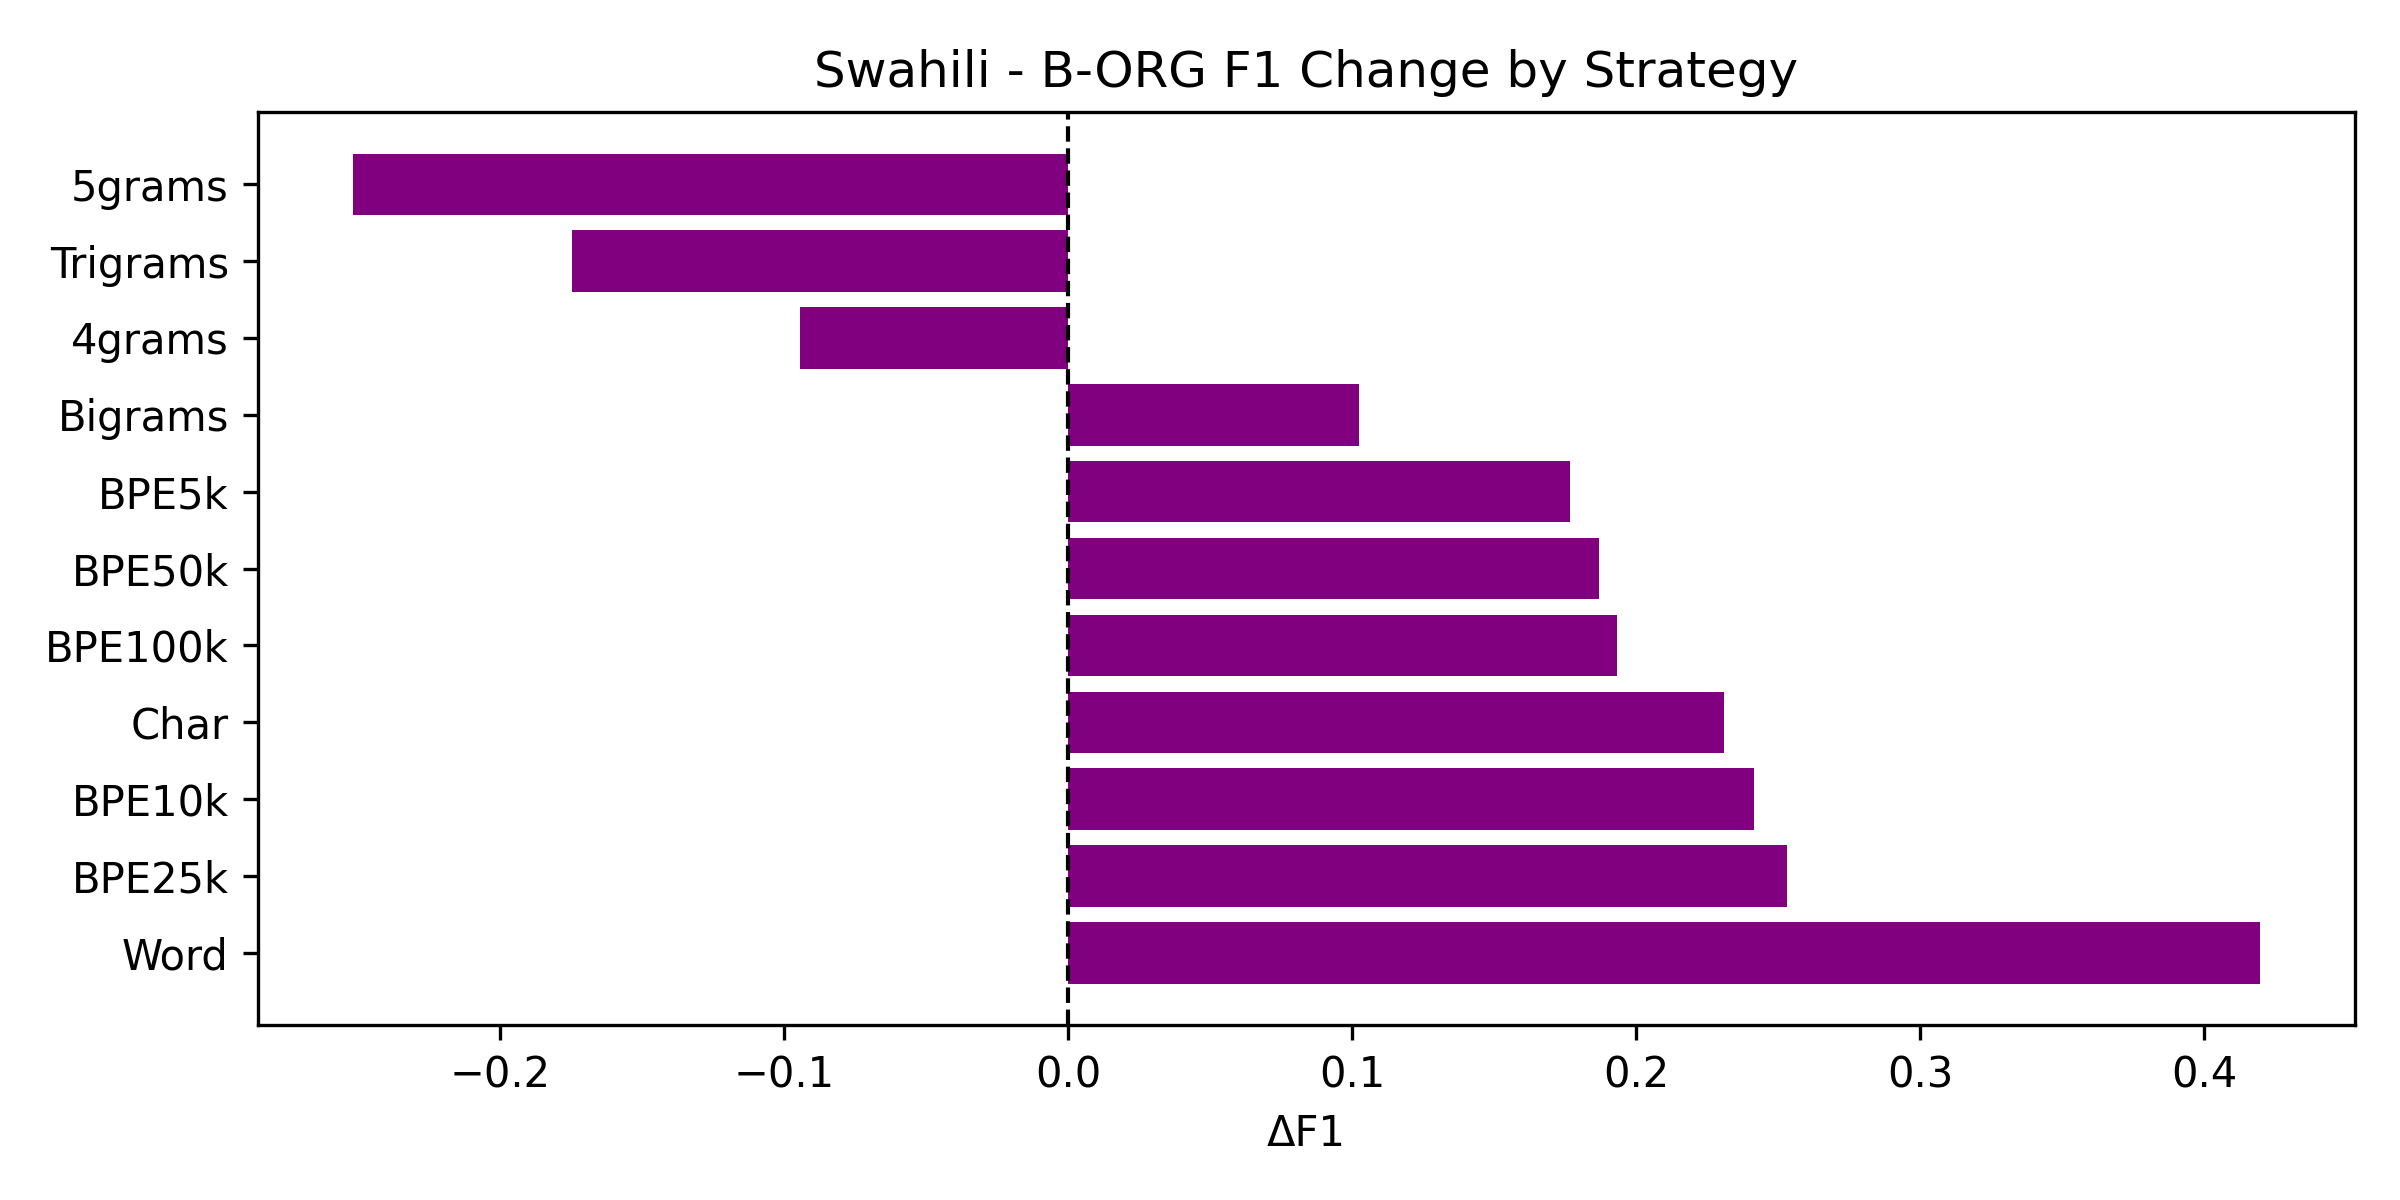 Swahili - B-ORG F1 Change by Strategy
5grams
Trigrams
4grams
Bigrams
BPE5k
BPE50k
BPE100k
Char
BPE10k
BPE25k
Word
−0.2 −0.1 0.0 0.1 0.2 0.3 0.4
ΔF1